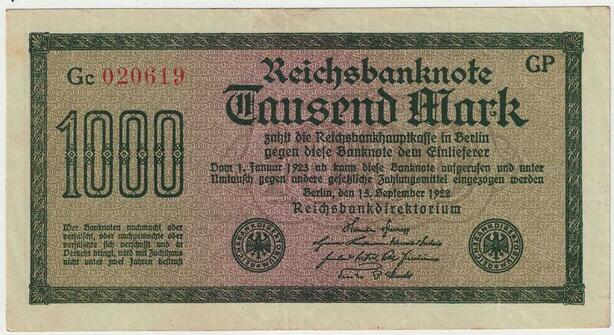 Gc 020619
Reichsbanknote
GP
Tausend Mark
1000
zahlt die Reichsbankhauptkasse in Berlin
gegen diese Banknote dem Einlieferer
Vom 1. Januar 1923 ab kann diese Banknote aufgerufen und unter
Umtausch gegen andere gesetzliche Zahlungsmittel eingezogen werden
Berlin, den 15. September 1922
Reichsbankdirektorium
Wer Banknoten nachmacht oder
verfälscht, oder nachgemachte oder
verfälschte sich verschafft und in
Verkehr bringt, wird mit Zuchthaus
nicht unter zwei Jahren bestraft
REICHSBANKDIREKTORIUM
REICHSBANKDIREKTORIUM